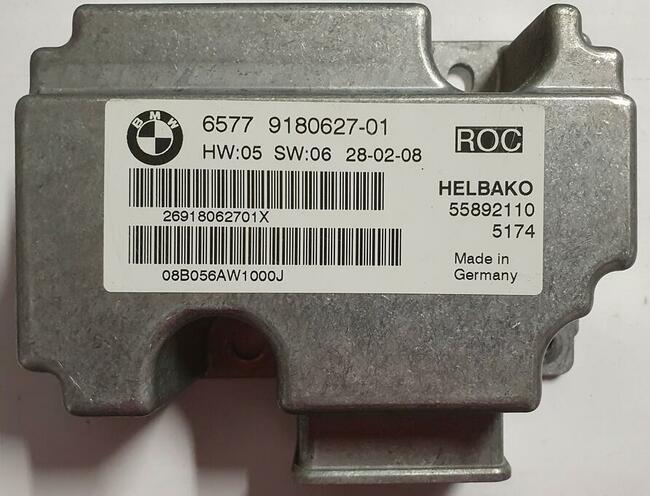 BMW
6577 9180627-01
ROC
HW:05 SW:06 28-02-08
HELBAKO
26918062701X
55892110
5174
08B056AW1000J
Made in
Germany